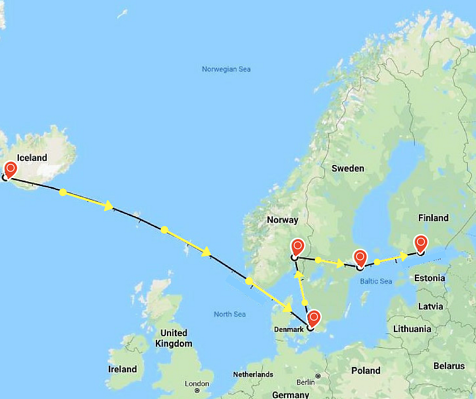 Norwegian Sea
Iceland
Sweden
Norway
Finland
Estonia
Baltic Sea
Latvia
North Sea
Denmark
Lithuania
United
Kingdom
Ireland
Belarus
Poland
Netherlands
Berlin
London
Germany